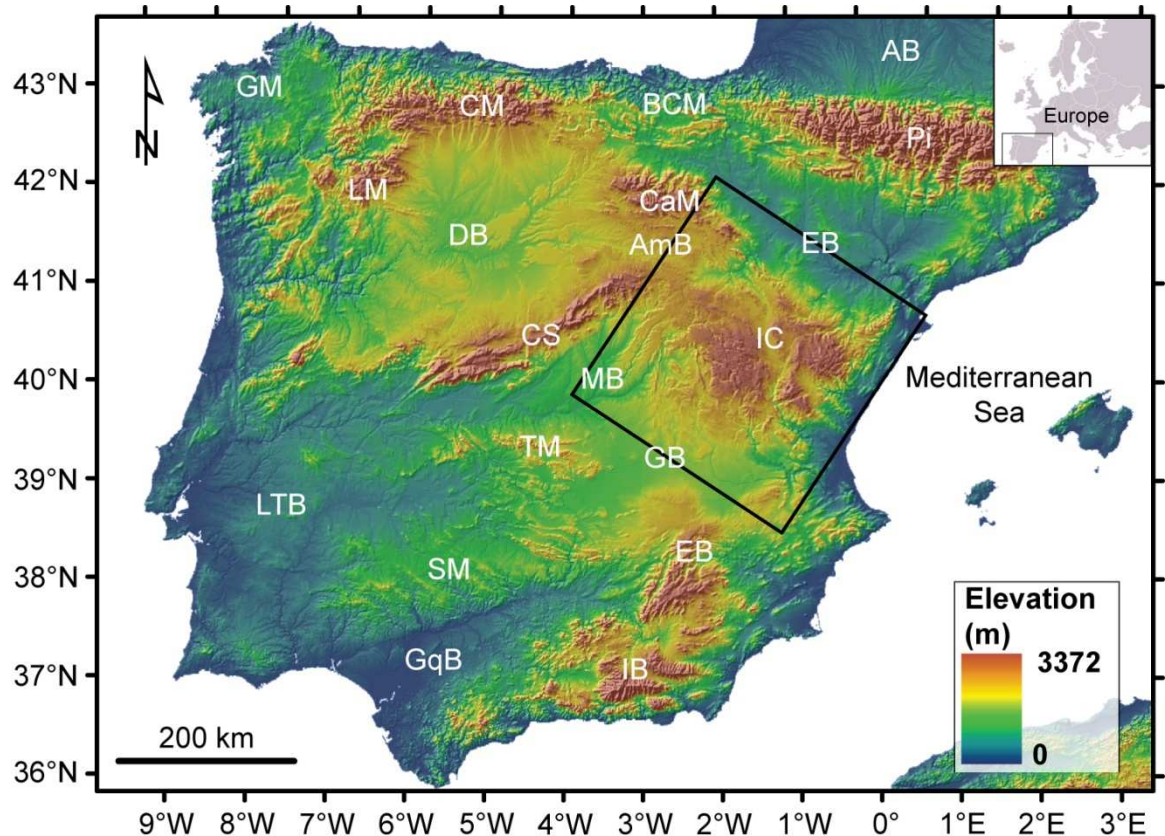 43°N
42°N
41°N
40°N
39°N
38°N
37°N
36°N
N
GM
CM
BCM
AB
Pi
Europe
LM
CaM
DB
AmB
EB
CS
IC
MB
Mediterranean
Sea
TM
GB
LTB
EB
SM
GqB
IB
Elevation
(m)
3372
0
200 km
9°W
8°W
7°W
6°W
5°W
4°W
3°W
2°W
1°W
0°
1°E
2°E
3°E